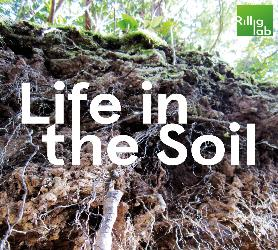 Rillig
lab
Life in
the Soil